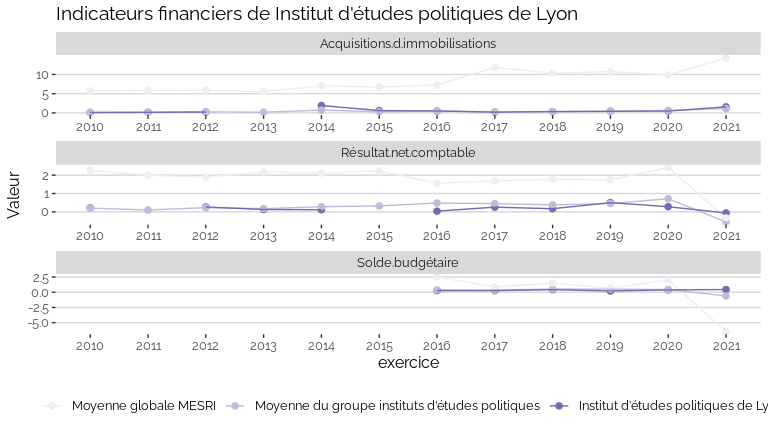 Indicateurs financiers de Institut d'études politiques de Lyon
Acquisitions.d.immobilisations
10
5
0
2010 2011 2012 2013 2014 2015 2016 2017 2018 2019 2020 2021
Résultat.net.comptable
2
1
0
2010 2011 2012 2013 2014 2015 2016 2017 2018 2019 2020 2021
Solde.budgétaire
2.5
0.0
-2.5
-5.0
2010 2011 2012 2013 2014 2015 2016 2017 2018 2019 2020 2021
Valeur
exercice
Moyenne globale MESRI Moyenne du groupe instituts d'études politiques Institut d'études politiques de Ly